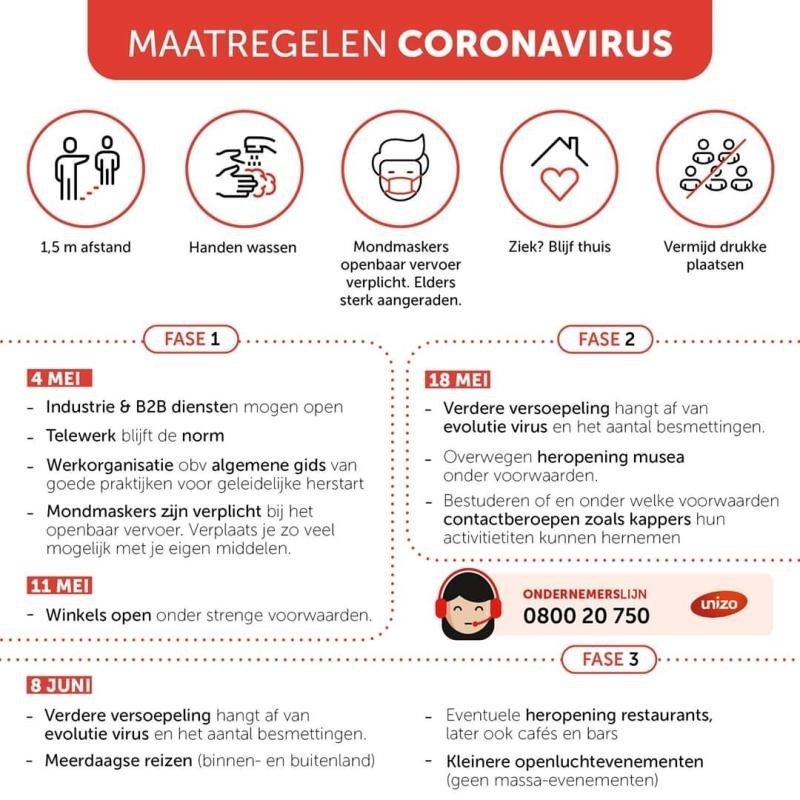 MAATREGELEN CORONAVIRUS
1,5 m afstand
Handen wassen
Mondmaskers
openbaar vervoer
verplicht. Elders
sterk aangeraden.
Ziek? Blijf thuis
Vermijd drukke
plaatsen
FASE 1
4 MEI
- Industrie & B2B diensten mogen open
- Telewerk blijft de norm
- Werkorganisatie obv algemene gids van
goede praktijken voor geleidelijke herstart
- Mondmaskers zijn verplicht bij het
openbaar vervoer. Verplaats je zo veel
mogelijk met je eigen middelen.
11 MEI
- Winkels open onder strenge voorwaarden.
FASE 2
18 MEI
- Verdere versoepeling hangt af van
evolutie virus en het aantal besmettingen.
- Overwegen heropening musea
onder voorwaarden.
- Bestuderen of en onder welke voorwaarden
contactberoepen zoals kappers hun
activitietiten kunnen hernemen
ONDERNEMERSLIJN
0800 20 750
unizo
FASE 3
8 JUNI
- Verdere versoepeling hangt af van
evolutie virus en het aantal besmettingen.
- Meerdaagse reizen (binnen- en buitenland)
- Eventuele heropening restaurants,
later ook cafés en bars
- Kleinere openluchtevenementen
(geen massa-evenementen)